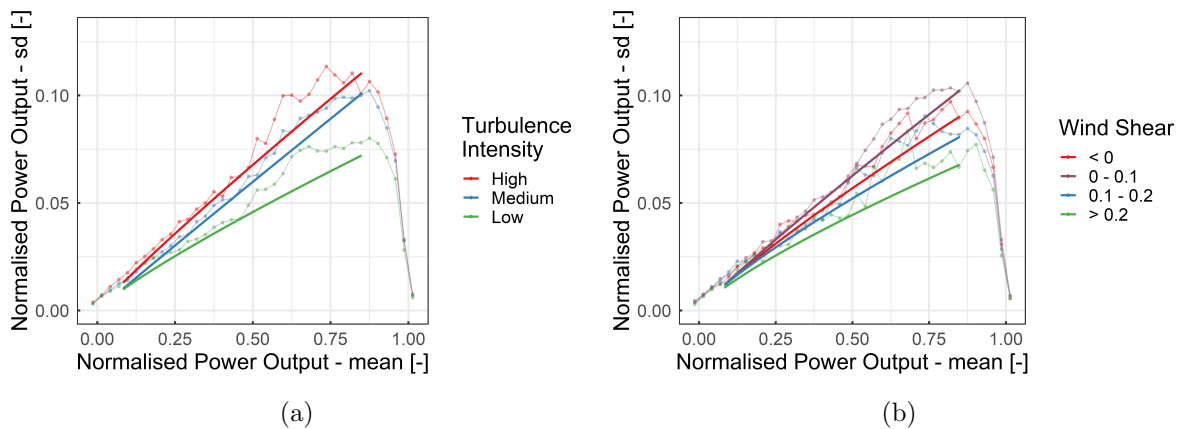 Normalised Power Output - sd [-]
0.10
0.05
0.00
0.00 0.25 0.50 0.75 1.00
Normalised Power Output - mean [-]
Turbulence
Intensity
High
Medium
Low
(a)
Normalised Power Output - sd [-]
0.10
0.05
0.00
0.00 0.25 0.50 0.75 1.00
Normalised Power Output - mean [-]
Wind Shear
< 0
0 - 0.1
0.1 - 0.2
> 0.2
(b)